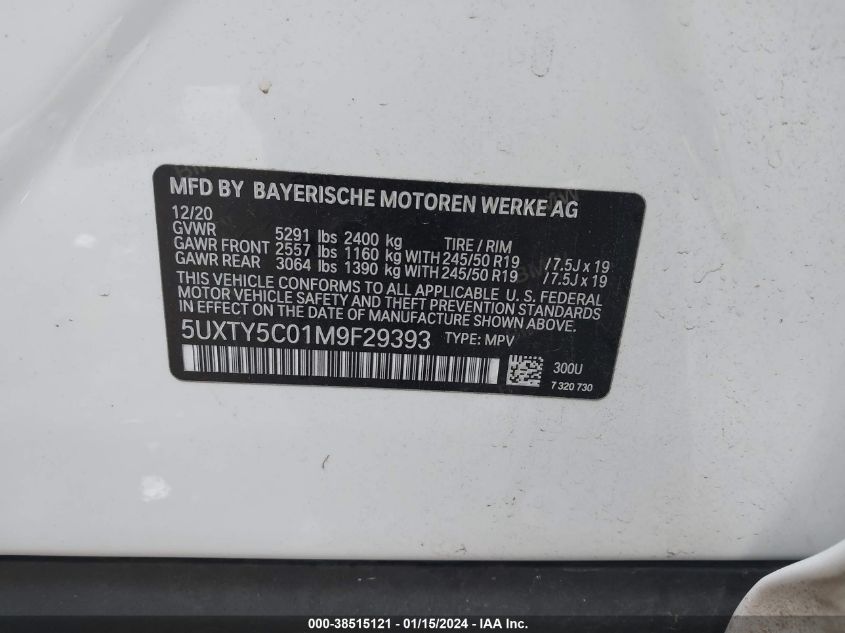 MFD BY BAYERISCHE MOTOREN WERKE AG
12/20
GVWR 5291 lbs 2400 kg TIRE / RIM
GAWR FRONT 2557 lbs 1160 kg WITH 245/50 R19 / 7.5J x 19
GAWR REAR 3064 lbs 1390 kg WITH 245/50 R19 / 7.5J x 19
THIS VEHICLE CONFORMS TO ALL APPLICABLE U. S. FEDERAL
MOTOR VEHICLE SAFETY AND THEFT PREVENTION STANDARDS
IN EFFECT ON THE DATE OF MANUFACTURE SHOWN ABOVE.
5UXTY5C01M9F29393 TYPE: MPV
300U
7 320 730
000-38515121 - 01/15/2024 - IAA Inc.